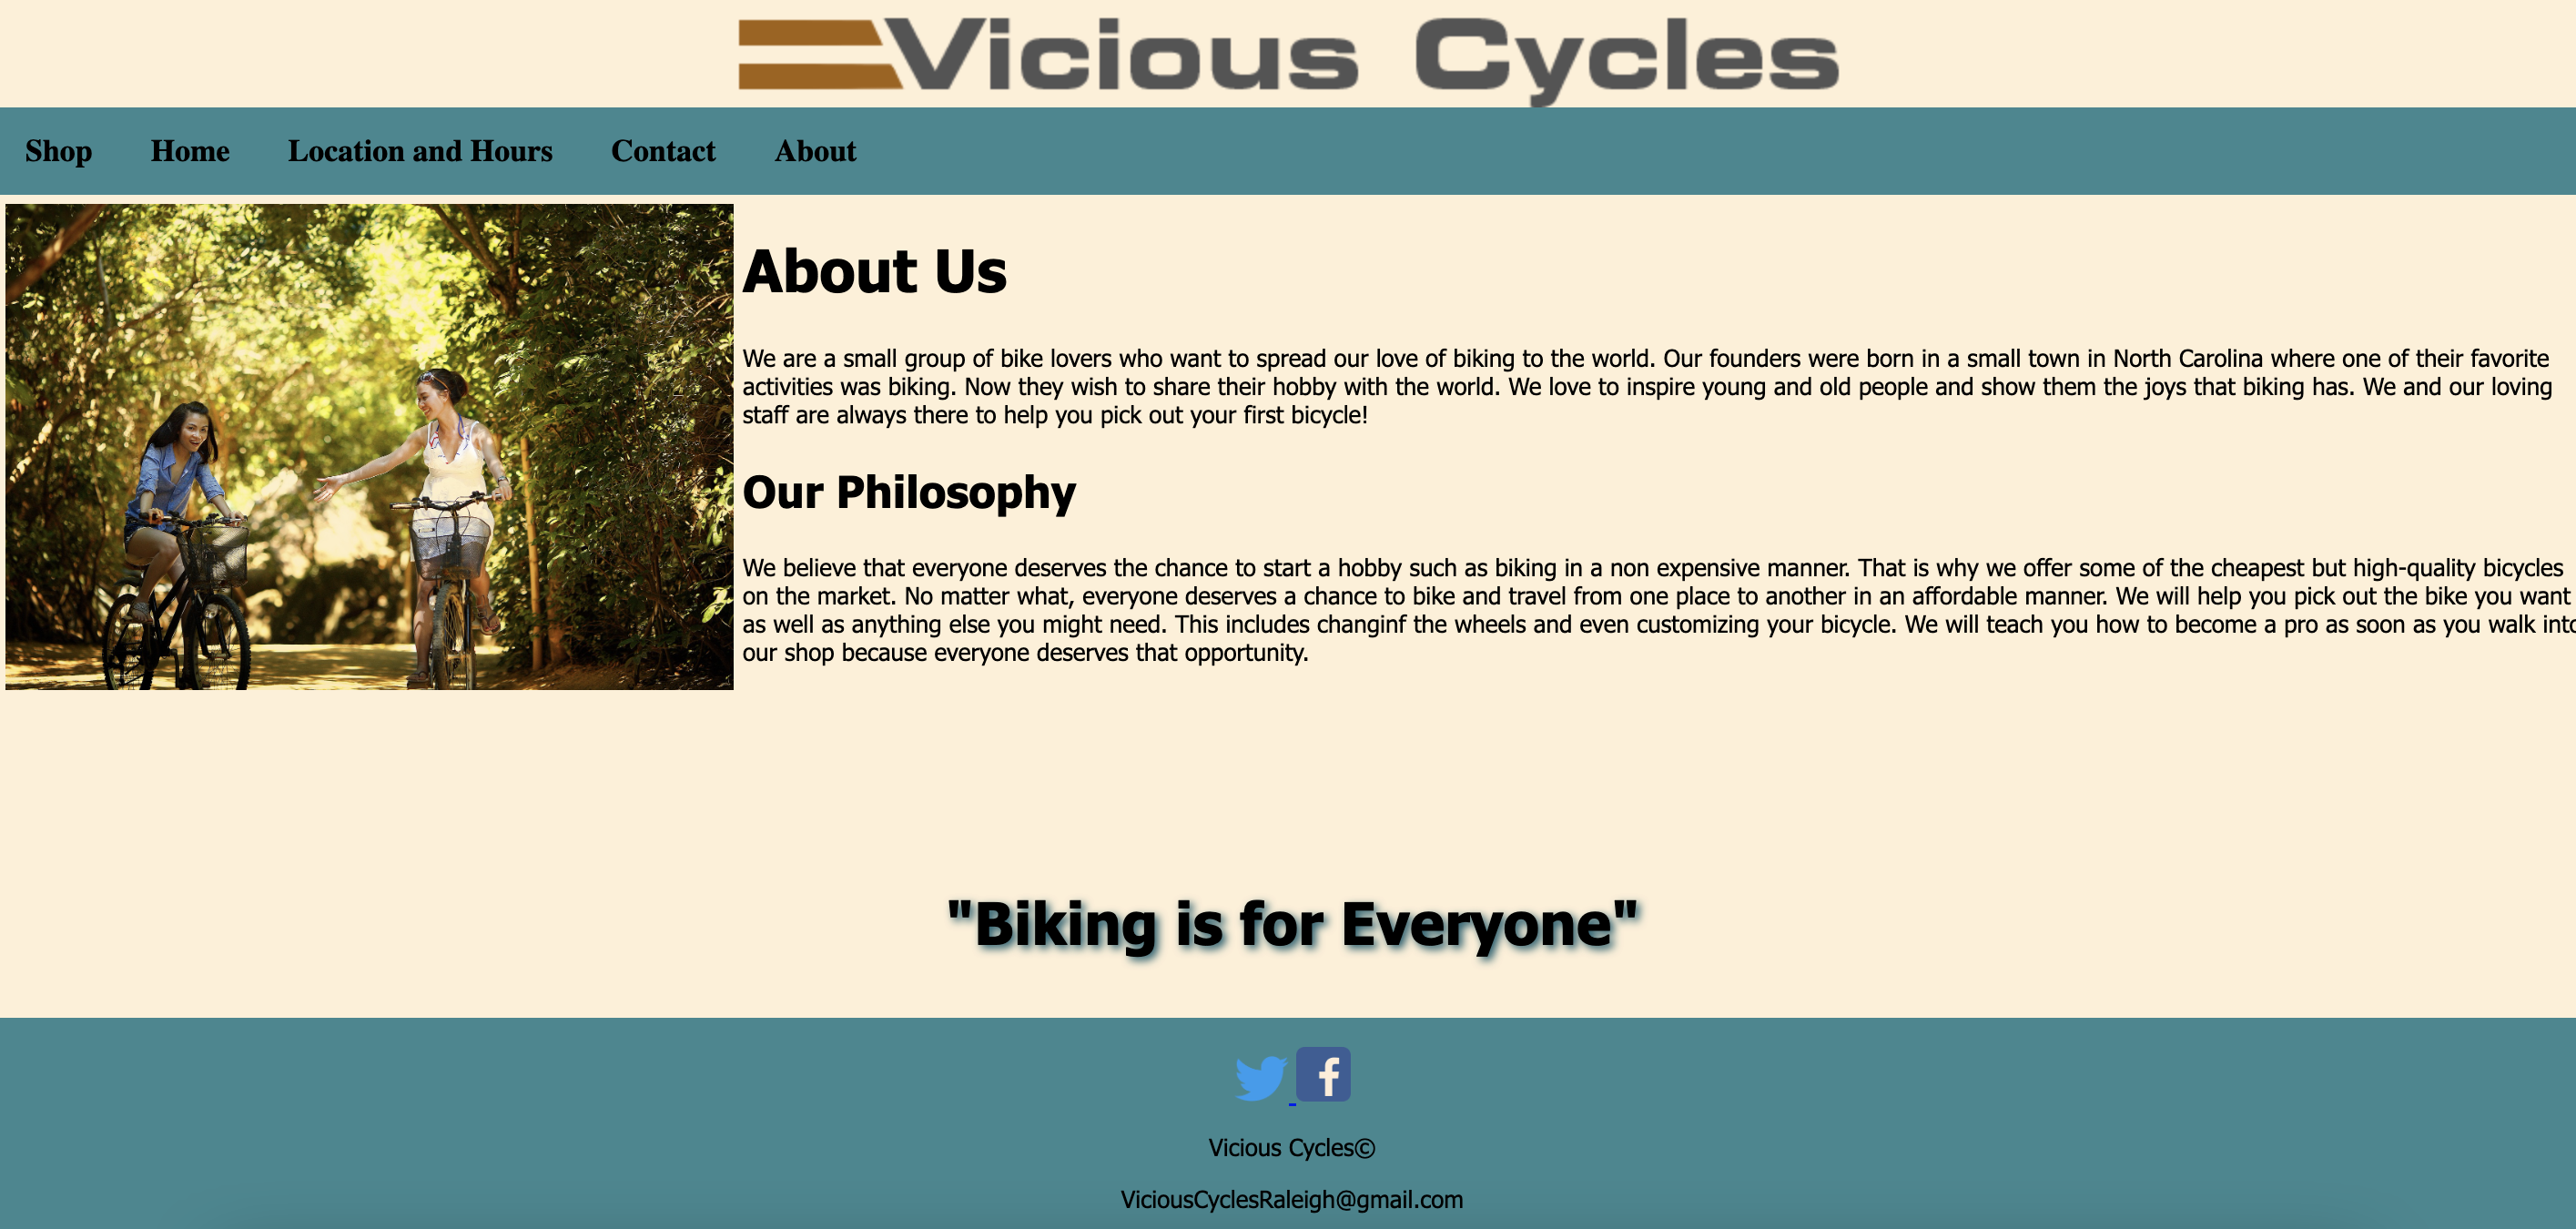 Vicious Cycles
Shop Home Location and Hours Contact About
About Us
We are a small group of bike lovers who want to spread our love of biking to the world. Our founders were born in a small town in North Carolina where one of their favorite
activities was biking. Now they wish to share their hobby with the world. We love to inspire young and old people and show them the joys that biking has. We and our loving
staff are always there to help you pick out your first bicycle!
Our Philosophy
We believe that everyone deserves the chance to start a hobby such as biking in a non expensive manner. That is why we offer some of the cheapest but high-quality bicycles
on the market. No matter what, everyone deserves a chance to bike and travel from one place to another in an affordable manner. We will help you pick out the bike you want
as well as anything else you might need. This includes changinf the wheels and even customizing your bicycle. We will teach you how to become a pro as soon as you walk into
our shop because everyone deserves that opportunity.
"Biking is for Everyone"
Vicious Cycles©
ViciousCyclesRaleigh@gmail.com